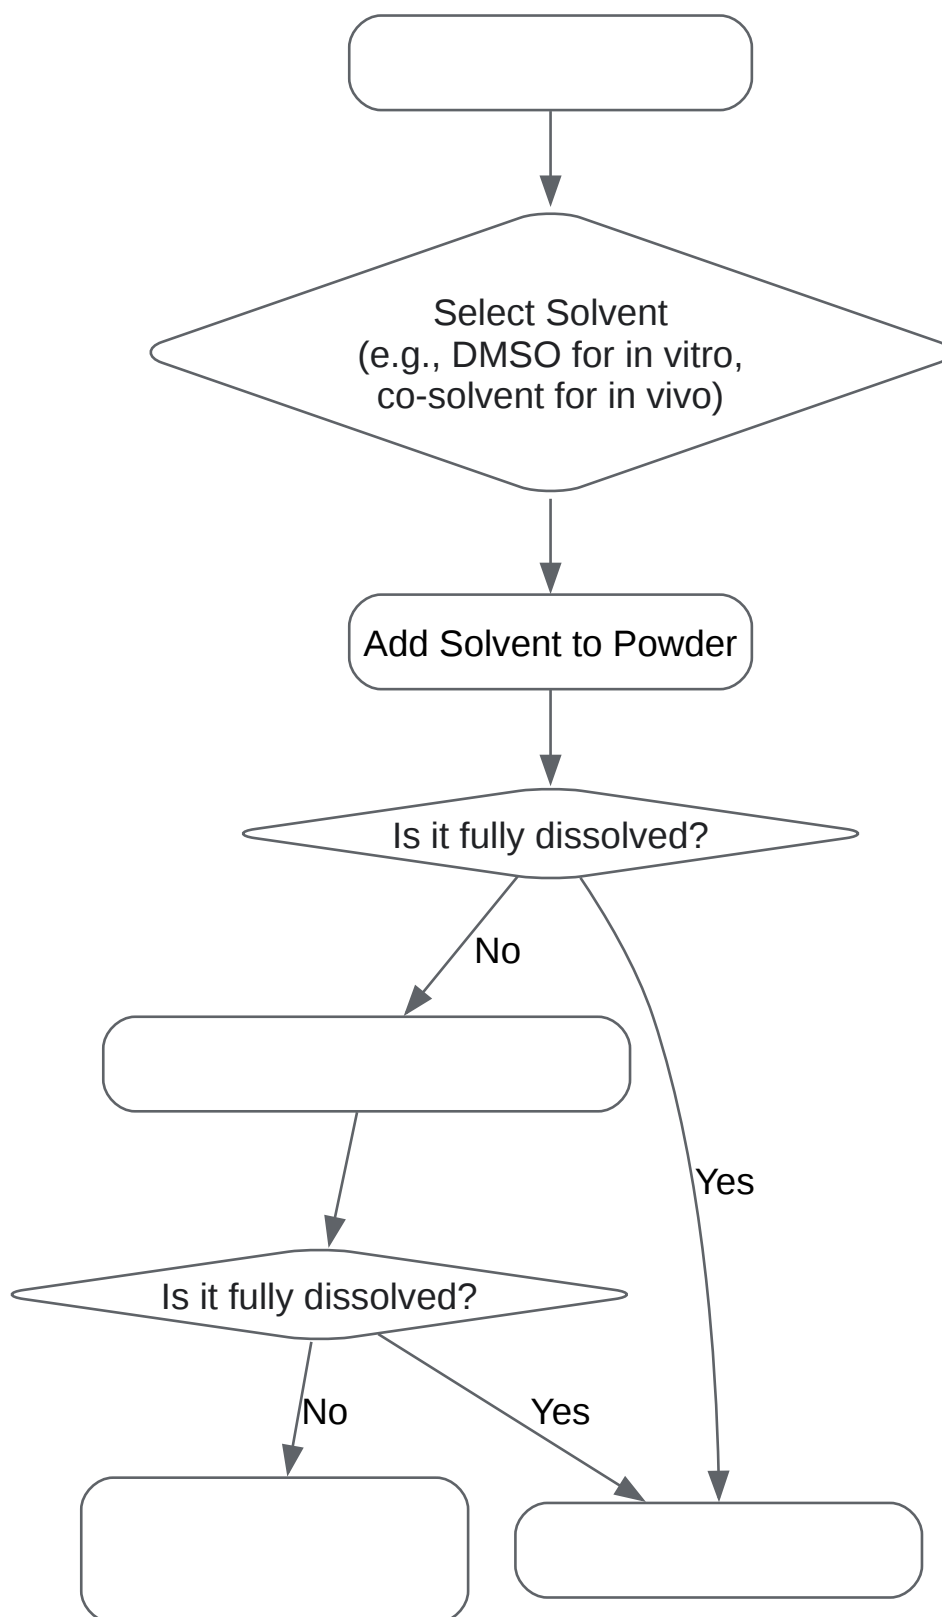 Select Solvent
(e.g., DMSO for in vitro,
co-solvent for in vivo)
Add Solvent to Powder
Is it fully dissolved?
No
Yes
Is it fully dissolved?
No
Yes